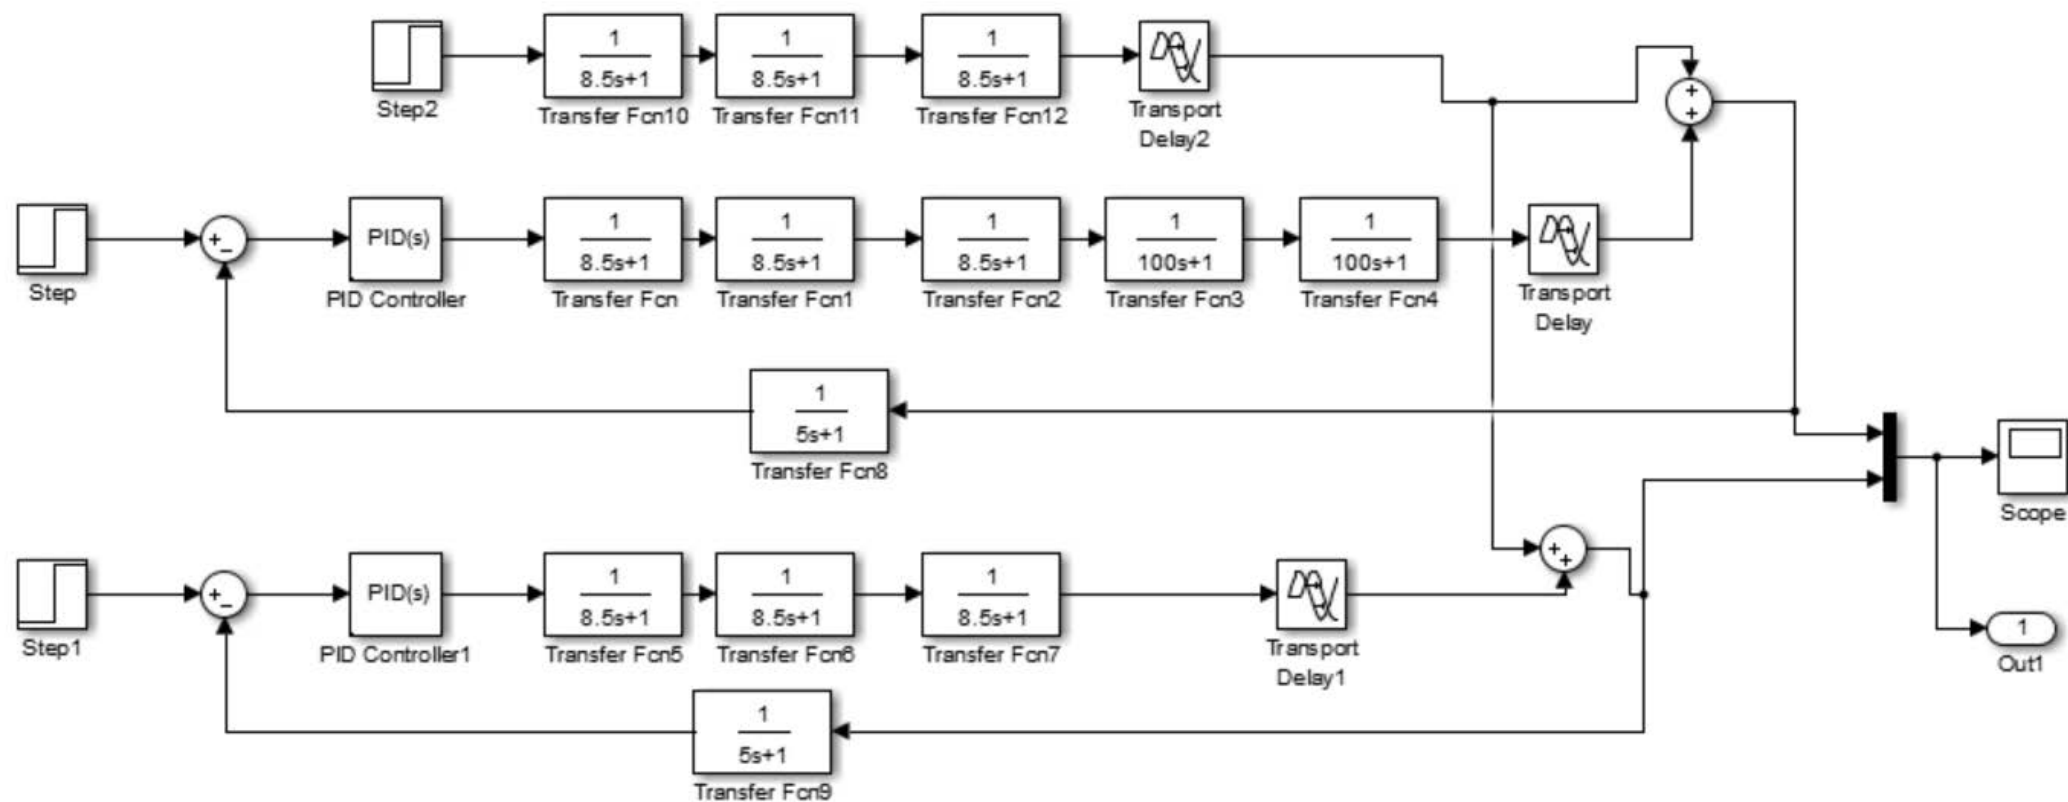 1 1 1
8.5s+1 8.5s+1 8.5s+1
Step2 Transfer Fcn10 Transfer Fcn11 Transfer Fcn12 Transport
Delay2
+
+
+
−
PID(s)
1 1 1 1 1
8.5s+1 8.5s+1 8.5s+1 100s+1 100s+1
Step PID Controller Transfer Fcn Transfer Fcn1 Transfer Fcn2 Transfer Fcn3 Transfer Fcn4 Transport
Delay
1
5s+1
Transfer Fcn8
Scope
+
+
+
−
PID(s)
1 1 1
8.5s+1 8.5s+1 8.5s+1
Step1 PID Controller1 Transfer Fcn5 Transfer Fcn6 Transfer Fcn7 Transport
Delay1
1
Out1
1
5s+1
Transfer Fcn9